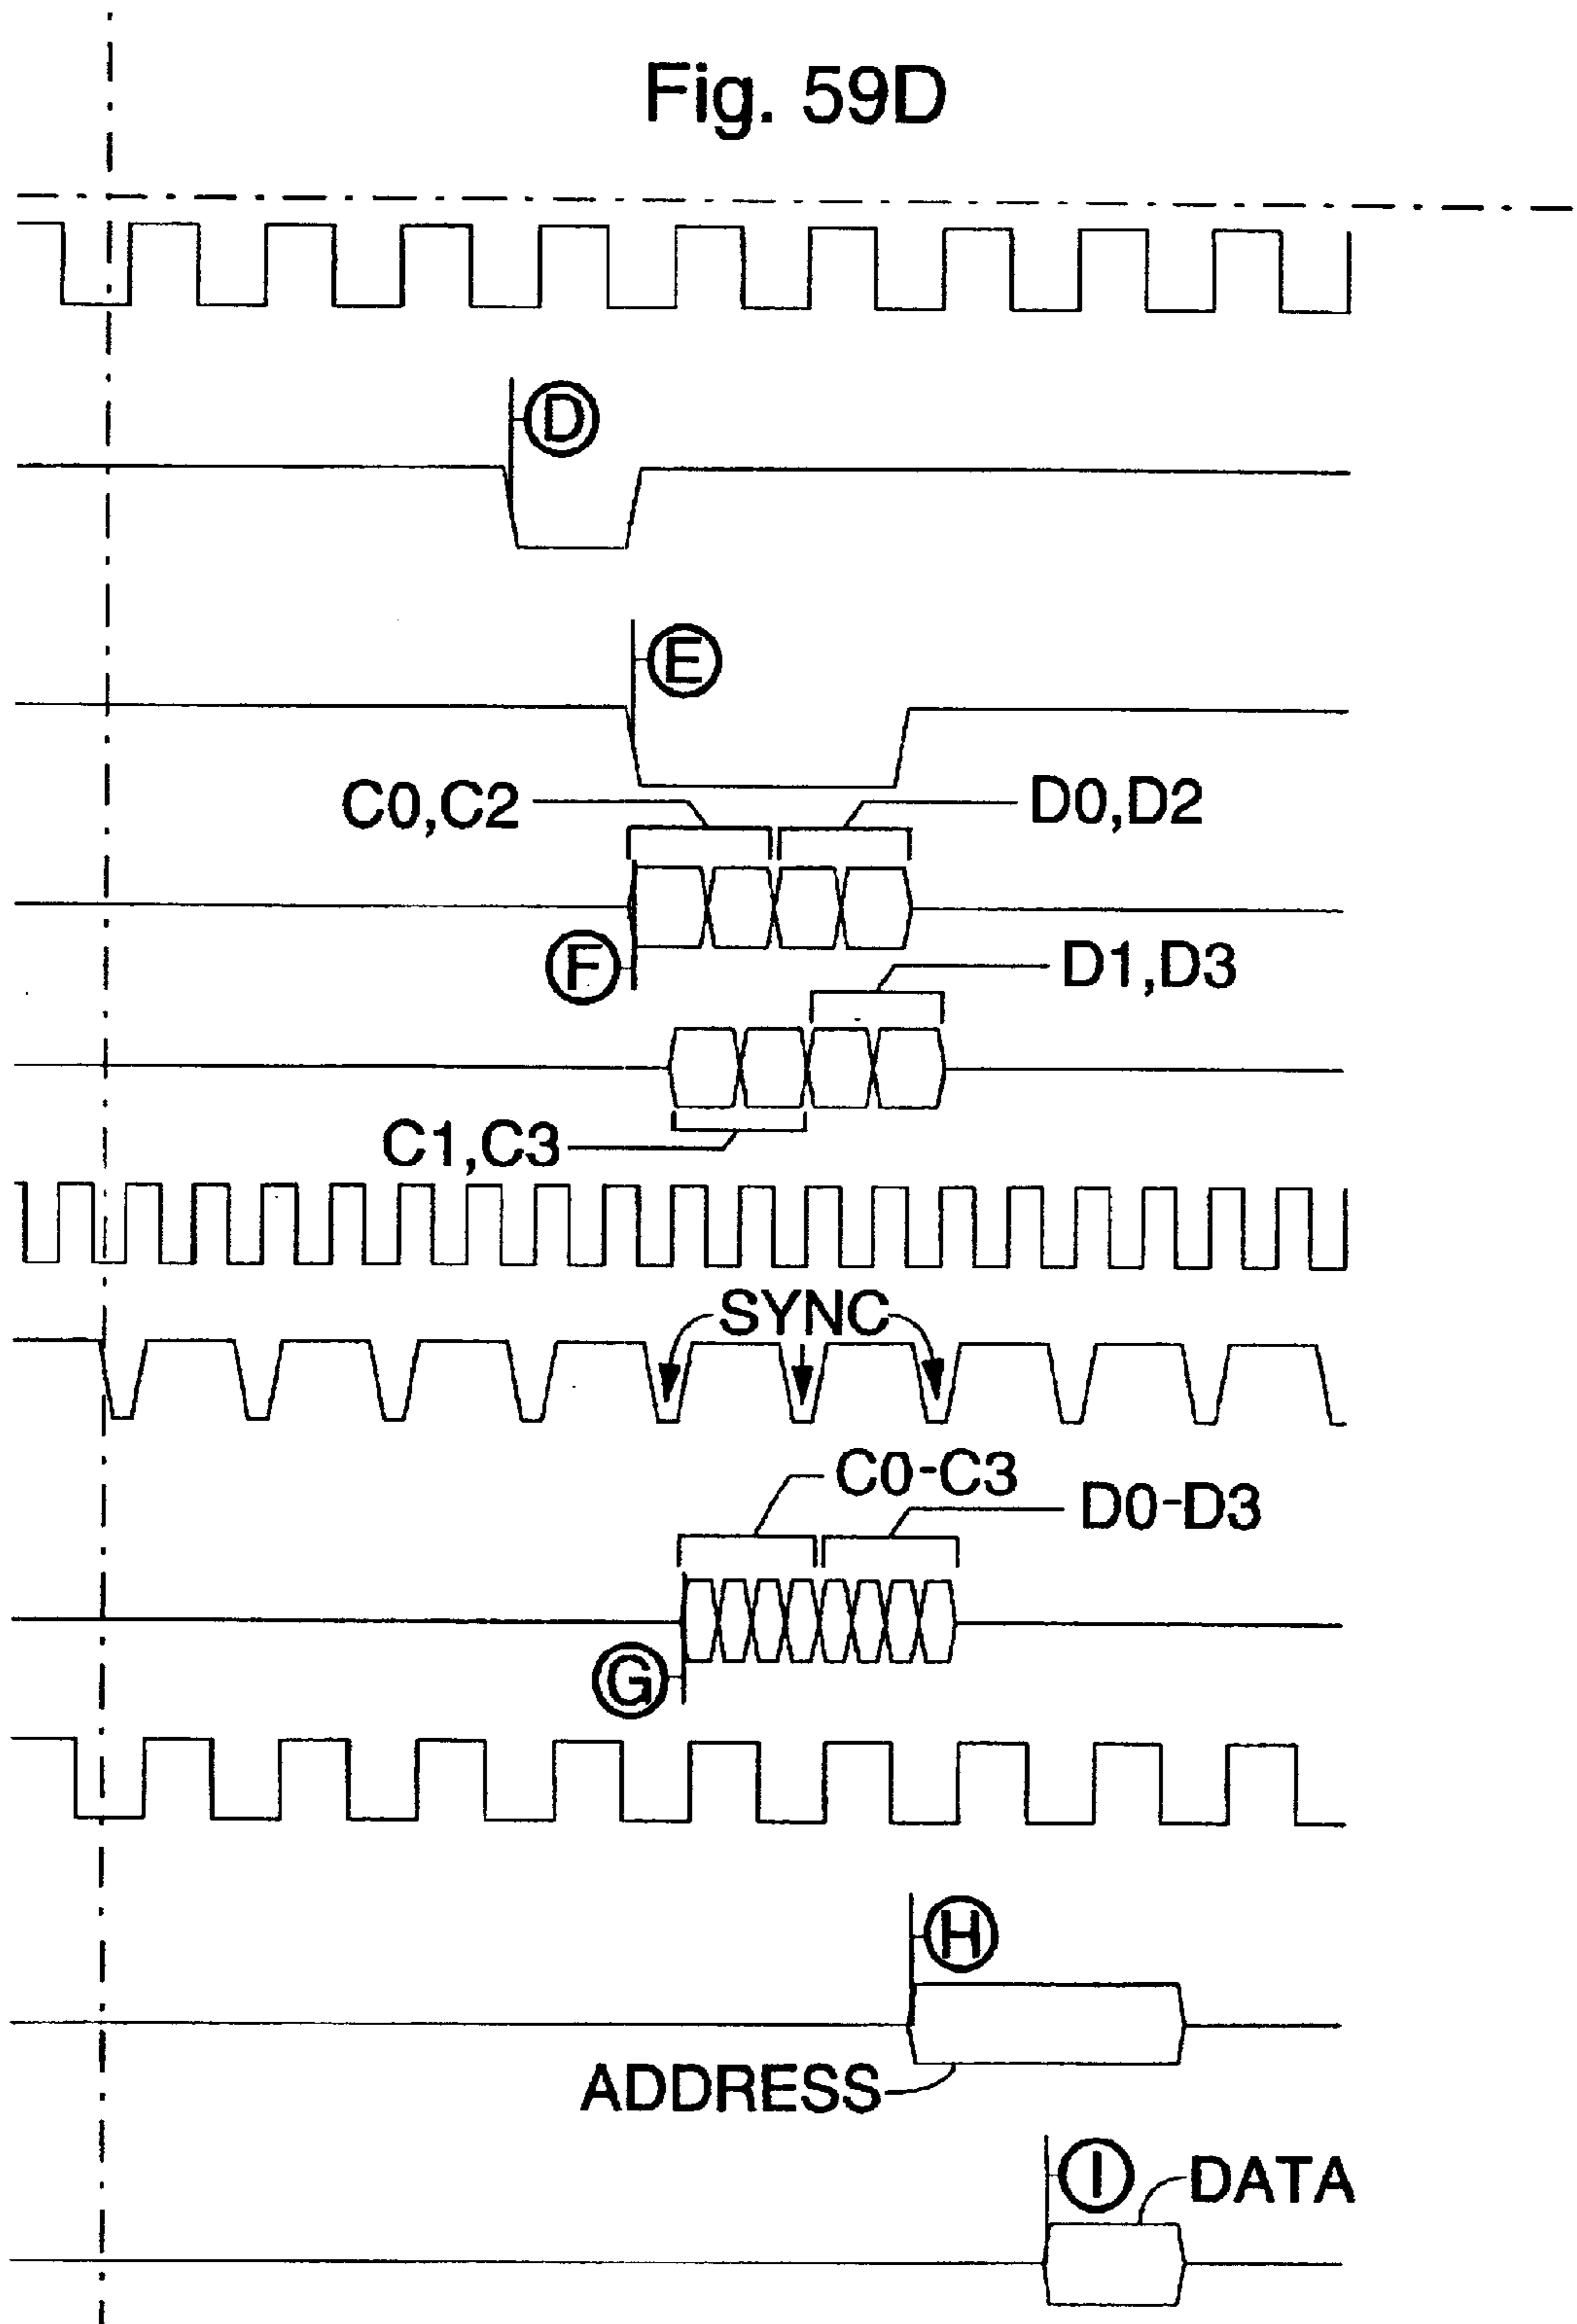 Fig. 59D
D
E
C0,C2
D0,D2
F
D1,D3
C1,C3
SYNC
C0-C3
D0-D3
G
H
ADDRESS
I
DATA